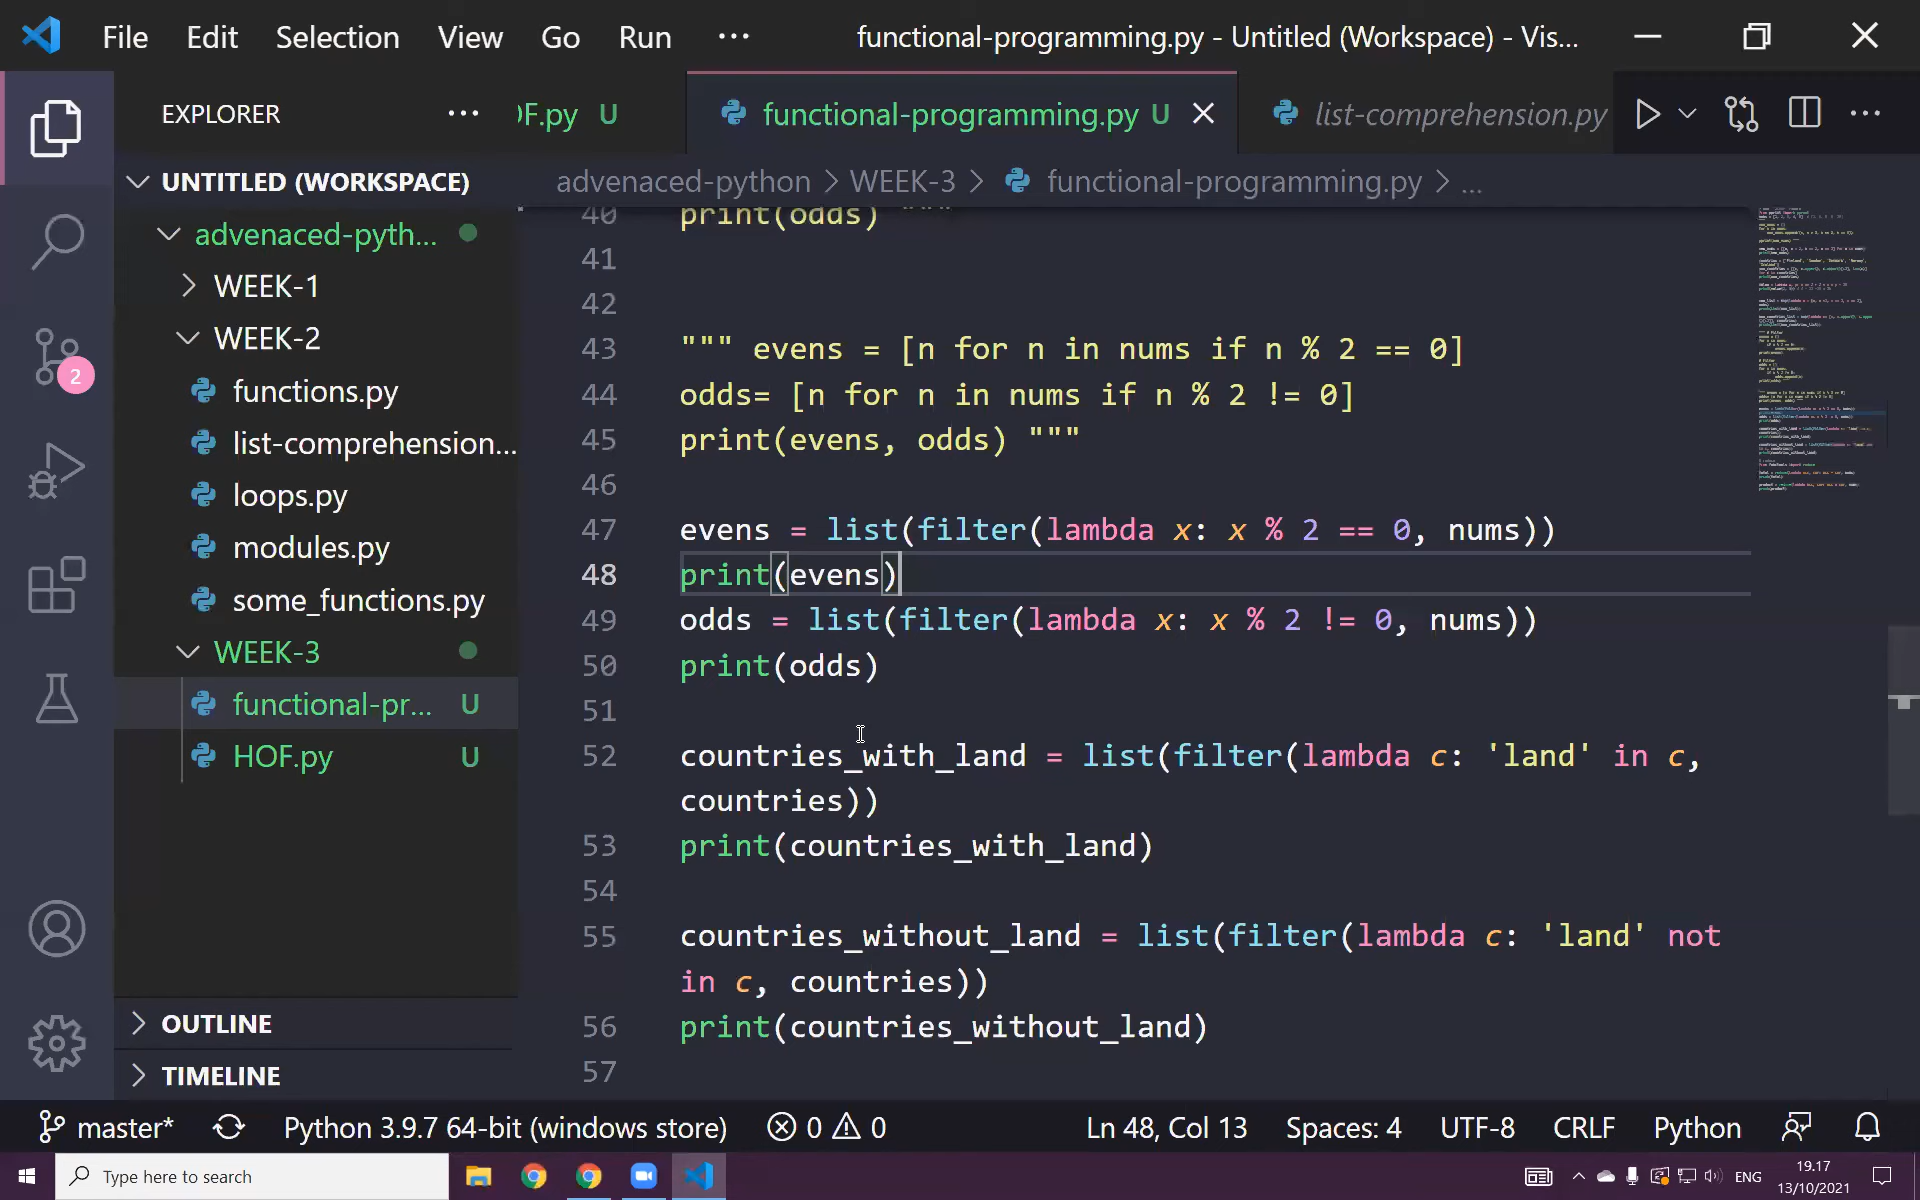 File Edit Selection View Go Run ··· functional-programming.py - Untitled (Workspace) - Vis...
EXPLORER ··· OF.py U functional-programming.py U list-comprehension.py
UNTITLED (WORKSPACE) advenaced-python > WEEK-3 > functional-programming.py > ...
advenaced-pyth...
WEEK-1
WEEK-2
functions.py
list-comprehension...
loops.py
modules.py
some_functions.py
WEEK-3
functional-pr... U
HOF.py U
OUTLINE
TIMELINE
2
40 print(odds) """
41
42
43 """ evens = [n for n in nums if n % 2 == 0]
44 odds= [n for n in nums if n % 2 != 0]
45 print(evens, odds) """
46
47 evens = list(filter(lambda x: x % 2 == 0, nums))
48 print(evens)
49 odds = list(filter(lambda x: x % 2 != 0, nums))
50 print(odds)
51
52 countries_with_land = list(filter(lambda c: 'land' in c,
countries))
53 print(countries_with_land)
54
55 countries_without_land = list(filter(lambda c: 'land' not
in c, countries))
56 print(countries_without_land)
57
master* Python 3.9.7 64-bit (windows store) 0 0 Ln 48, Col 13 Spaces: 4 UTF-8 CRLF Python
Type here to search ENG 19.17
13/10/2021